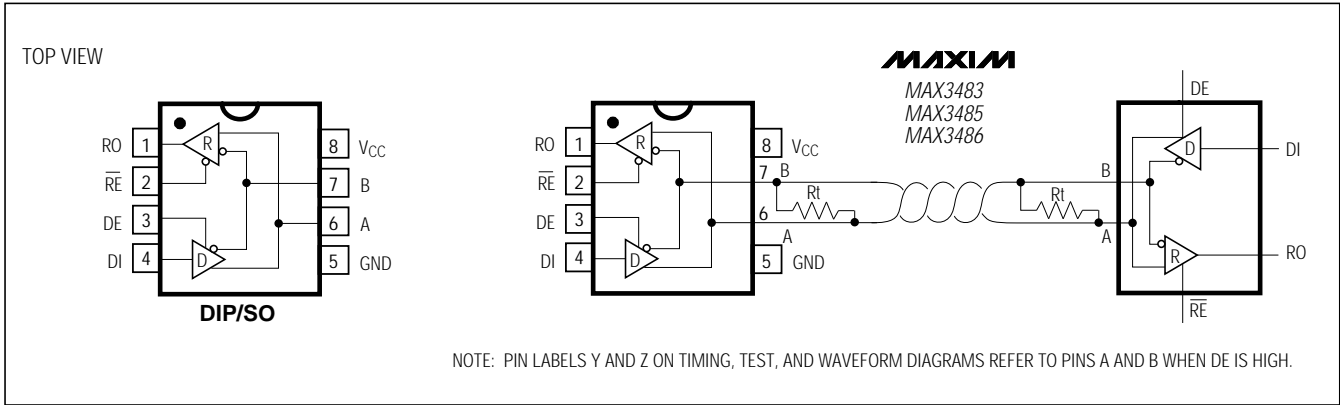 TOP VIEW
RO 1
RE 2
DE 3
DI 4
R
D
8 VCC
7 B
6 A
5 GND
DIP/SO
RO 1
RE 2
DE 3
DI 4
R
D
8 VCC
7 B
6 A
5 GND
Rt
MAXIM
MAX3483
MAX3485
MAX3486
Rt
B
A
DE
D
DI
R
RO
RE
NOTE: PIN LABELS Y AND Z ON TIMING, TEST, AND WAVEFORM DIAGRAMS REFER TO PINS A AND B WHEN DE IS HIGH.